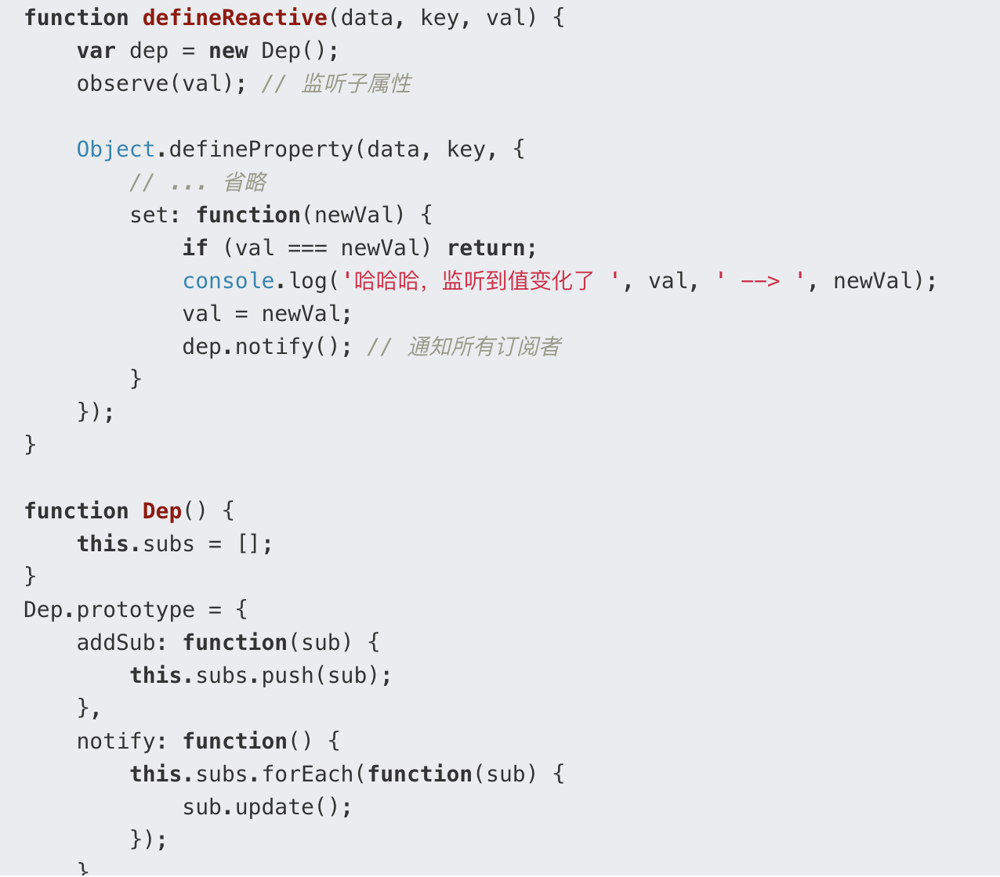 function defineReactive(data, key, val) {
    var dep = new Dep();
    observe(val); // 监听子属性

    Object.defineProperty(data, key, {
        // ... 省略
        set: function(newVal) {
            if (val === newVal) return;
            console.log('哈哈哈，监听到值变化了 ', val, ' --> ', newVal);
            val = newVal;
            dep.notify(); // 通知所有订阅者
        }
    });
}

function Dep() {
    this.subs = [];
}
Dep.prototype = {
    addSub: function(sub) {
        this.subs.push(sub);
    },
    notify: function() {
        this.subs.forEach(function(sub) {
            sub.update();
        });
    }